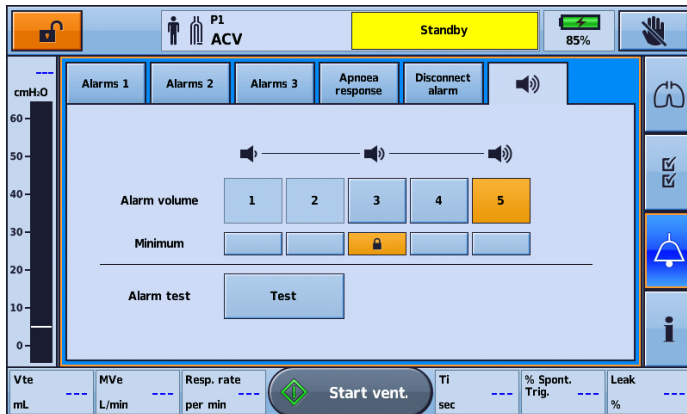 P1
ACV
Standby
85%
---
cmH₂O
60
50
40
30
20
10
0
Alarms 1
Alarms 2
Alarms 3
Apnoea
response
Disconnect
alarm
Alarm volume
1
2
3
4
5
Minimum
Alarm test
Test
Vte
---
mL
MVe
---
L/min
Resp. rate
---
per min
Start vent.
Ti
---
sec
% Spont.
Trig.
---
Leak
---
%